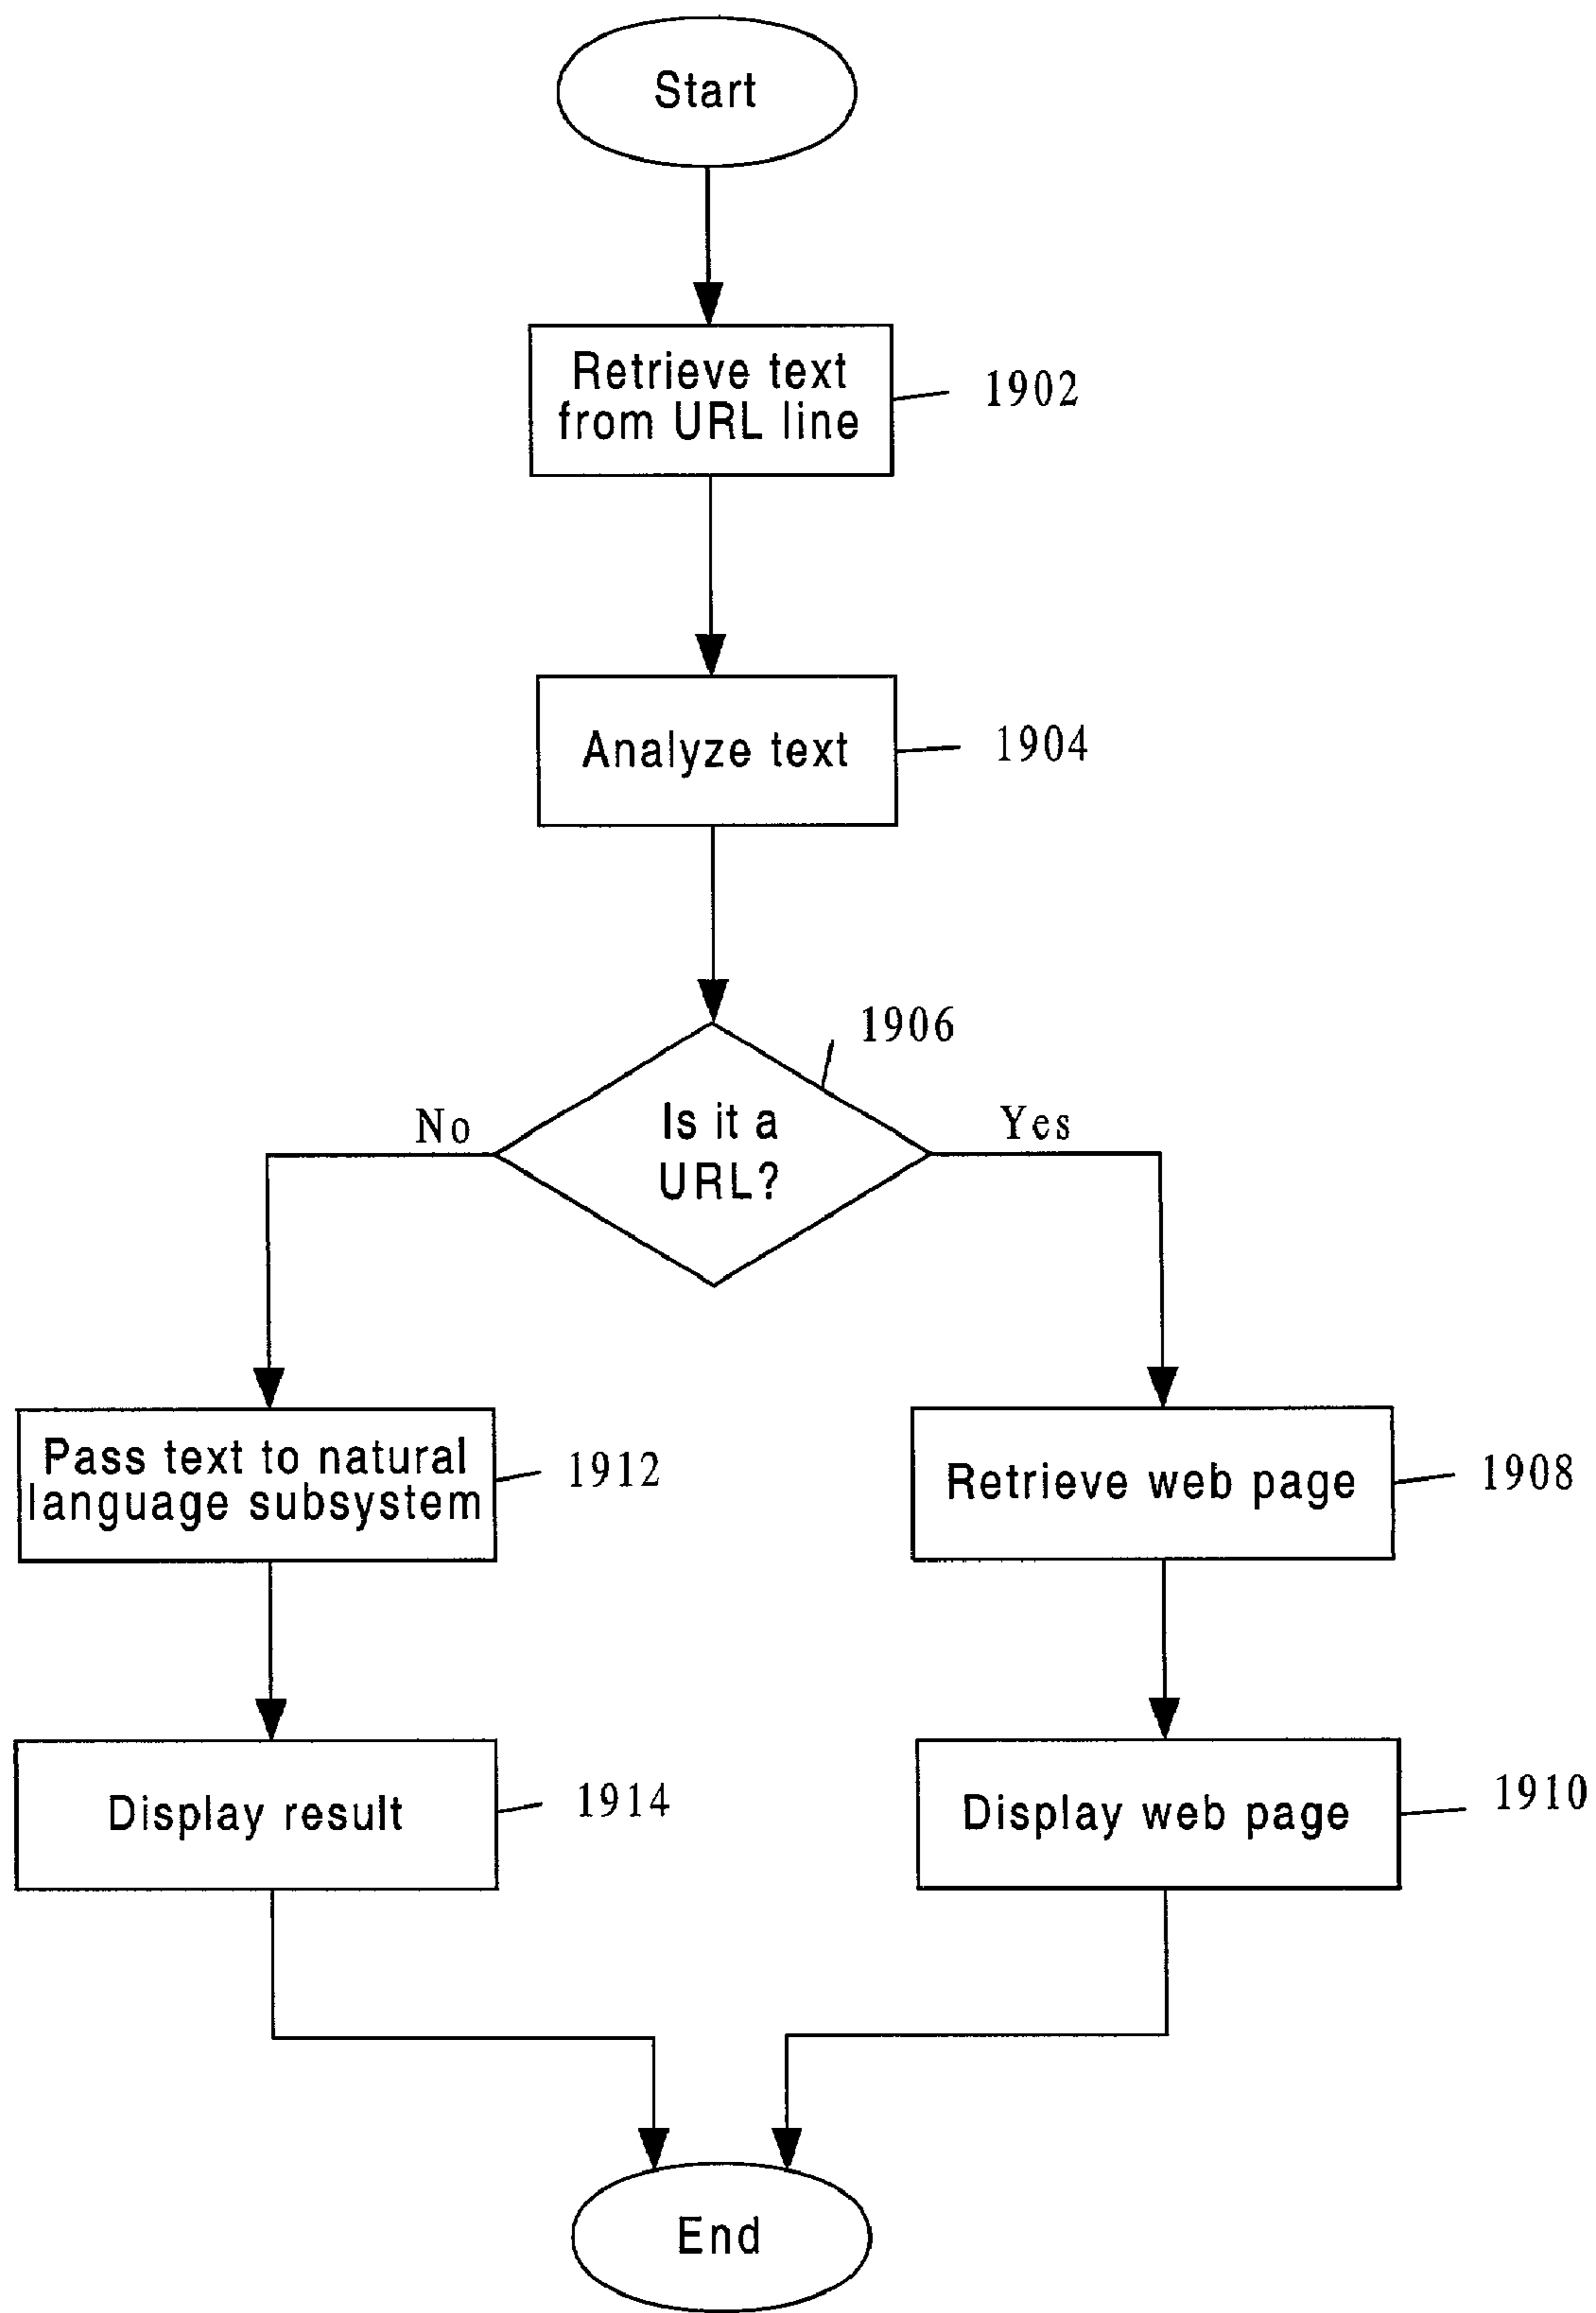 Start
Retrieve text
from URL line
1902
Analyze text
1904
1906
Is it a
URL?
No
Yes
Pass text to natural
language subsystem
1912
Retrieve web page
1908
Display result
1914
Display web page
1910
End